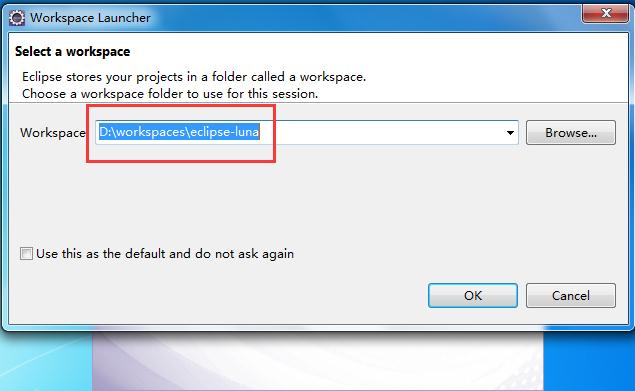 Workspace Launcher
Select a workspace
Eclipse stores your projects in a folder called a workspace.
Choose a workspace folder to use for this session.
Workspace
D:\workspaces\eclipse-luna
Browse...
Use this as the default and do not ask again
OK
Cancel